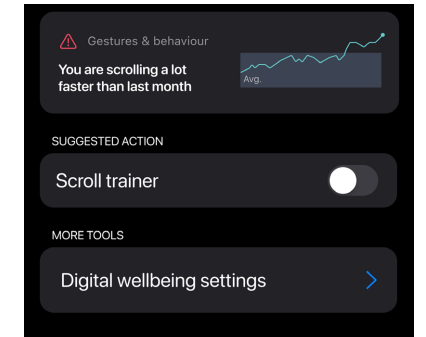 Gestures & behaviour
You are scrolling a lot
faster than last month
Avg.
SUGGESTED ACTION
Scroll trainer
MORE TOOLS
Digital wellbeing settings